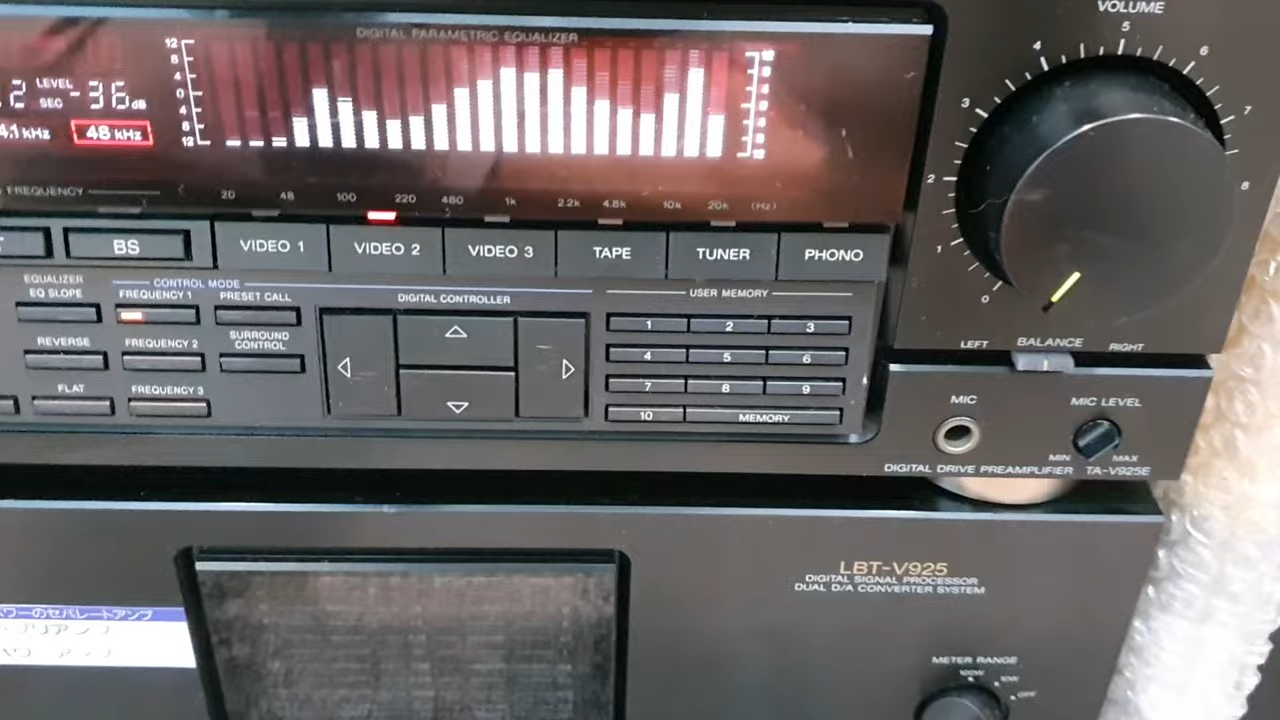 VOLUME
0 1 2 3 4 5 6 7 8
DIGITAL PARAMETRIC EQUALIZER
12 8 4 0 4 8 12
LEVEL -36 dB
SEC
48 kHz
FREQUENCY
20 48 100 220 480 1k 2.2k 4.8k 10k 20k (Hz)
BS VIDEO 1 VIDEO 2 VIDEO 3 TAPE TUNER PHONO
EQUALIZER
CONTROL MODE
EQ SLOPE FREQUENCY 1 PRESET CALL
REVERSE FREQUENCY 2 SURROUND CONTROL
FLAT FREQUENCY 3
DIGITAL CONTROLLER
USER MEMORY
1 2 3
4 5 6
7 8 9
10 MEMORY
LEFT BALANCE RIGHT
MIC MIC LEVEL
MIN MAX
DIGITAL DRIVE PREAMPLIFIER TA-V925E
LBT-V925
DIGITAL SIGNAL PROCESSOR
DUAL D/A CONVERTER SYSTEM
ワーのセパレートアンプ
METER RANGE
100W 10W OFF